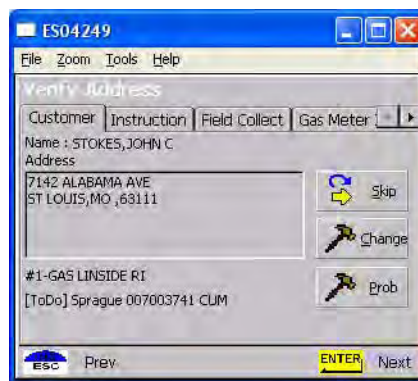 ES04249
File Zoom Tools Help
Verify Address
Customer Instruction Field Collect Gas Meter
Name : STOKES,JOHN C
Address
7142 ALABAMA AVE
ST LOUIS,MO ,63111
Skip
Change
#1-GAS LINSIDE RI
Prob
[ToDo] Sprague 007003741 CUM
ESC Prev ENTER Next